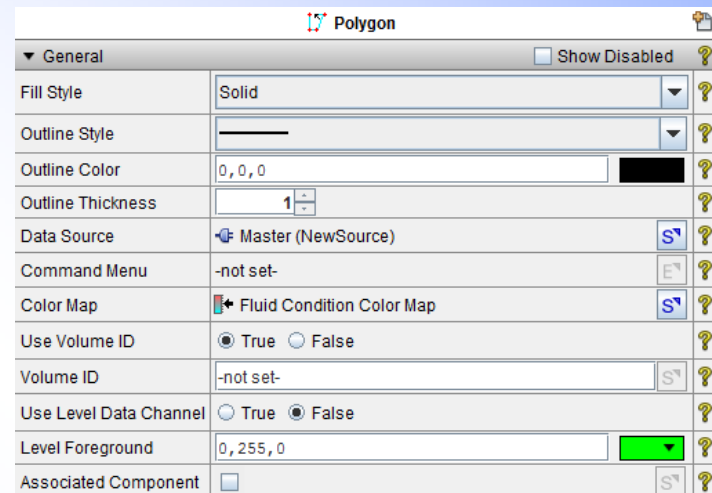 Polygon
General Show Disabled
Fill Style Solid
Outline Style
Outline Color 0,0,0
Outline Thickness 1
Data Source Master (NewSource) S
Command Menu -not set- E
Color Map Fluid Condition Color Map S
Use Volume ID True False
Volume ID -not set- S
Use Level Data Channel True False
Level Foreground 0,255,0
Associated Component S